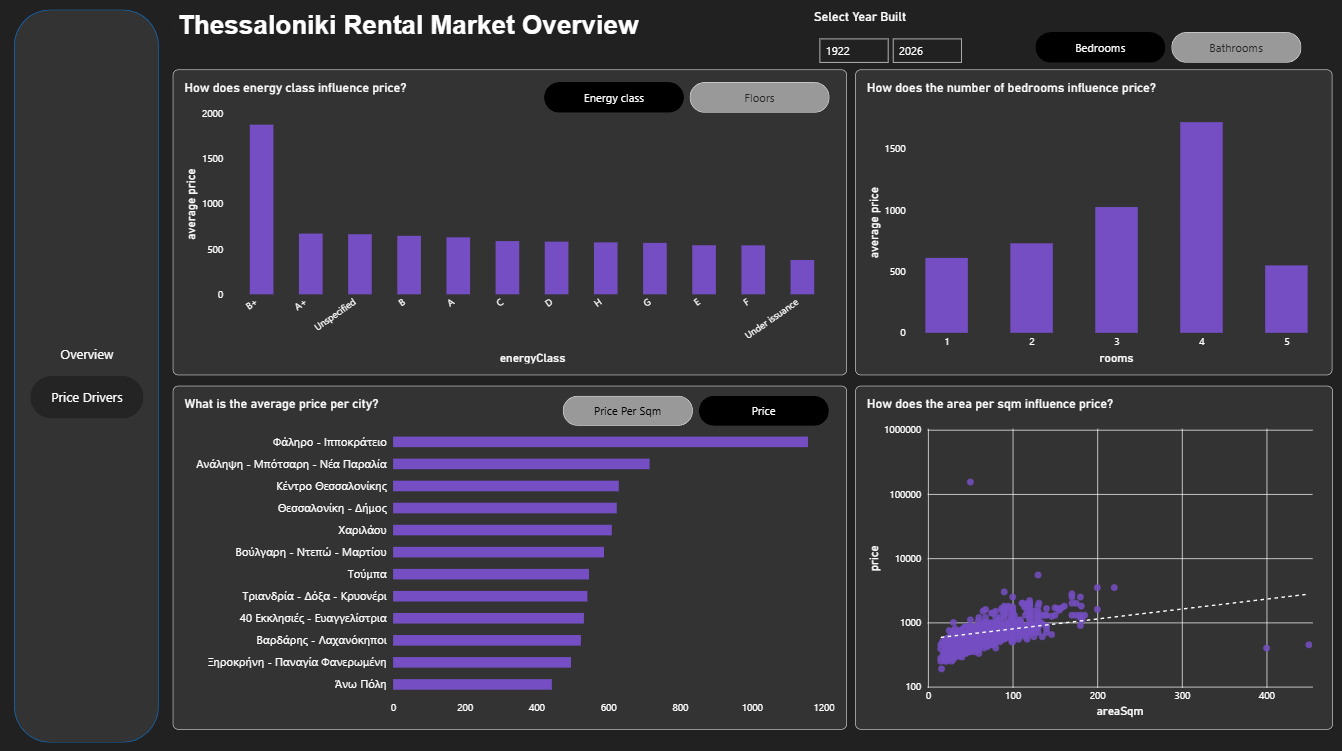 Thessaloniki Rental Market Overview
Select Year Built
1922 2026
Bedrooms Bathrooms
Overview
Price Drivers
How does energy class influence price?
Energy class Floors
average price
2000
1500
1000
500
0
B+ A+ Unspecified B A C D H G E F Under issuance
energyClass
How does the number of bedrooms influence price?
average price
1500
1000
500
0
1 2 3 4 5
rooms
What is the average price per city?
Price Per Sqm Price
Φάληρο - Ιπποκράτειο
Ανάληψη - Μπότσαρη - Νέα Παραλία
Κέντρο Θεσσαλονίκης
Θεσσαλονίκη - Δήμος
Χαριλάου
Βούλγαρη - Ντεπώ - Μαρτίου
Τούμπα
Τριανδρία - Δόξα - Κρυονέρι
40 Εκκλησιές - Ευαγγελίστρια
Βαρδάρης - Λαχανόκηποι
Ξηροκρήνη - Παναγία Φανερωμένη
Άνω Πόλη
0 200 400 600 800 1000 1200
How does the area per sqm influence price?
price
1000000
100000
10000
1000
100
0 100 200 300 400
areaSqm